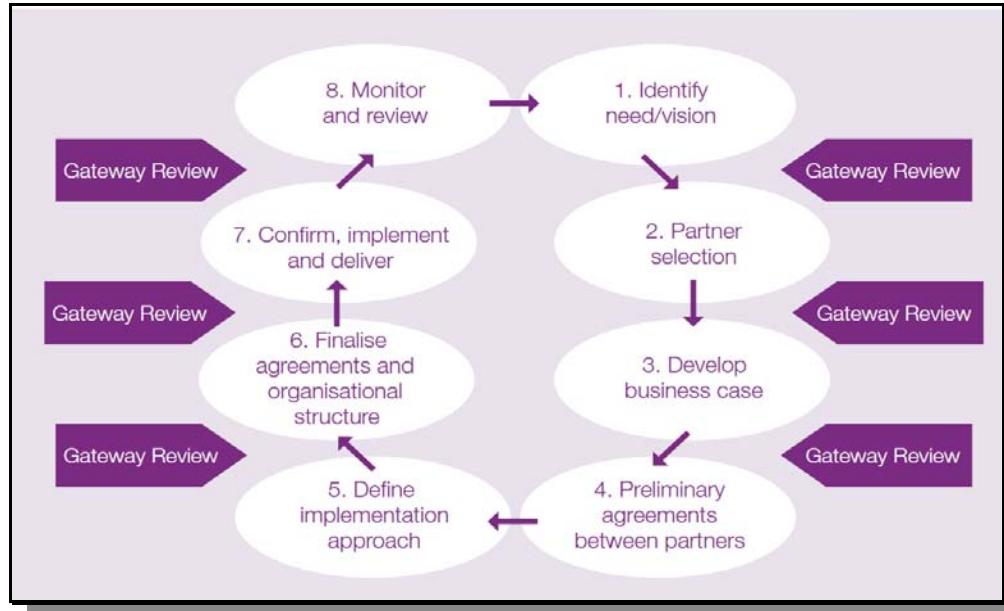 8. Monitor
and review
1. Identify
need/vision
Gateway Review
Gateway Review
7. Confirm, implement
and deliver
2. Partner
selection
Gateway Review
Gateway Review
6. Finalise
agreements and
organisational
structure
3. Develop
business case
Gateway Review
Gateway Review
5. Define
implementation
approach
4. Preliminary
agreements
between partners